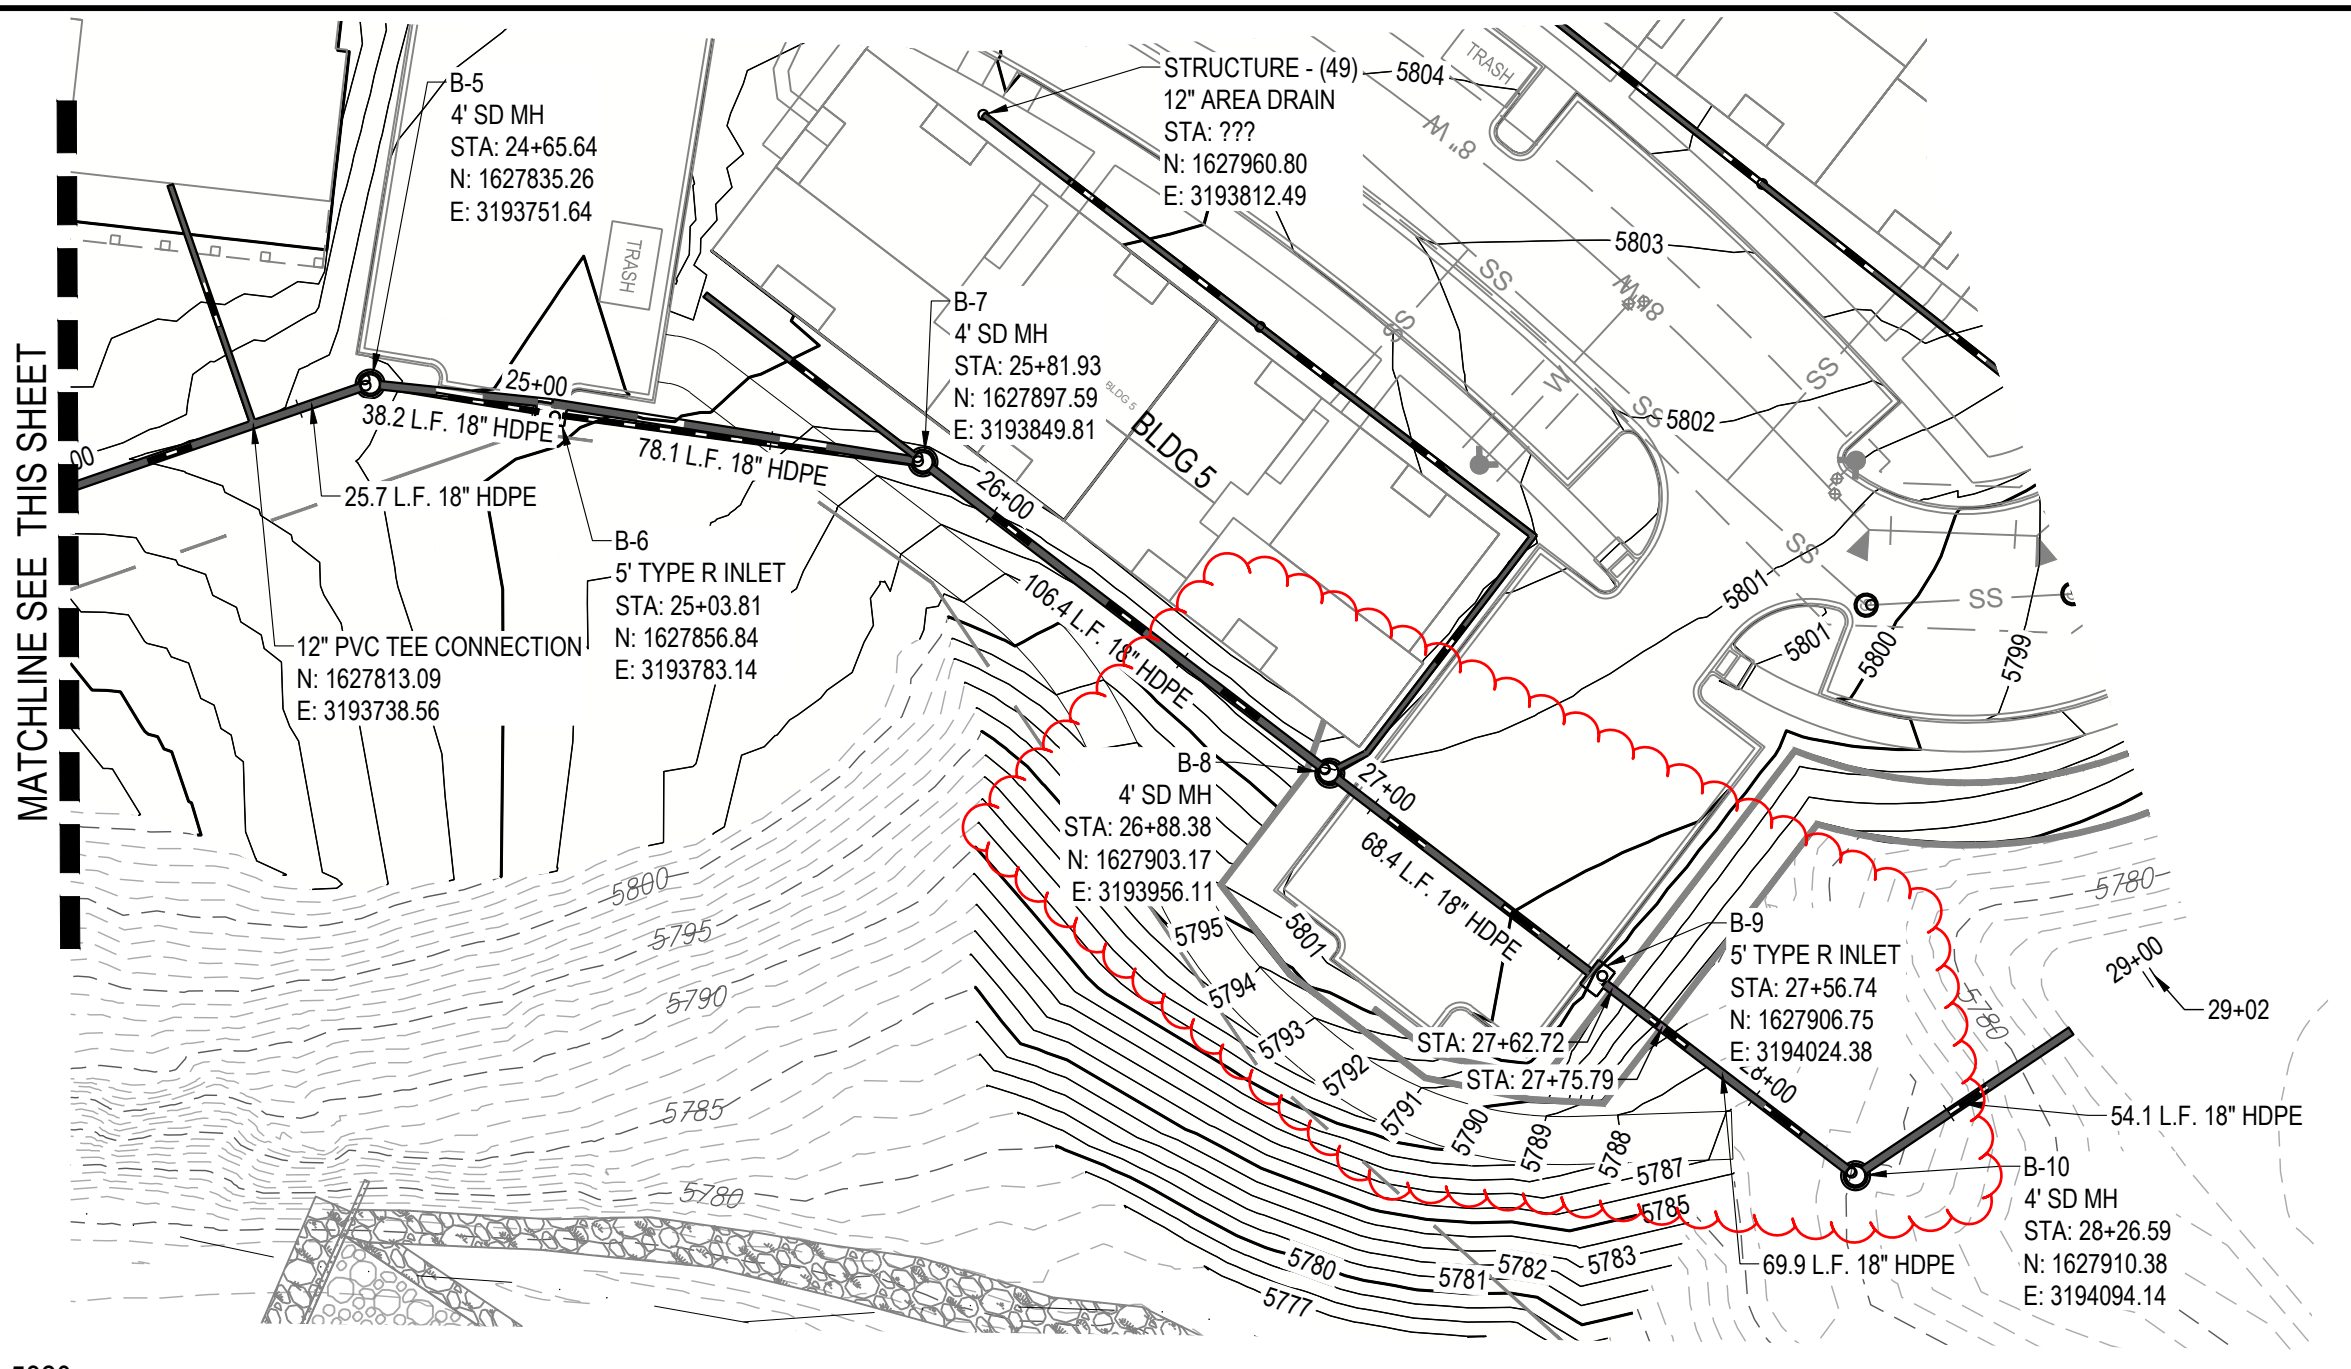 MATCHLINE SEE THIS SHEET
B-5
4' SD MH
STA: 24+65.64
N: 1627835.26
E: 3193751.64
TRASH
STRUCTURE - (49)
12" AREA DRAIN
STA: ???
N: 1627960.80
E: 3193812.49
5804
TRASH
8" W
5803
SS
8" W
SS
SS
W
SS
5802
B-7
4' SD MH
STA: 25+81.93
N: 1627897.59
E: 3193849.81
BLDG 5
BLDG 5
25+00
38.2 L.F. 18" HDPE
78.1 L.F. 18" HDPE
00
25.7 L.F. 18" HDPE
26+00
B-6
5' TYPE R INLET
STA: 25+03.81
N: 1627856.84
E: 3193783.14
12" PVC TEE CONNECTION
N: 1627813.09
E: 3193738.56
106.4 L.F. 18" HDPE
SS
5801
5801
5800
5799
SS
B-8
4' SD MH
STA: 26+88.38
N: 1627903.17
E: 3193956.11
27+00
68.4 L.F. 18" HDPE
5800
5795
5790
5785
5780
5801
5795
5794
5793
5792
5791
5790
5789
5788
5787
5785
5783
5782
5781
5780
5777
STA: 27+62.72
STA: 27+75.79
B-9
5' TYPE R INLET
STA: 27+56.74
N: 1627906.75
E: 3194024.38
28+00
5780
5780
29+00
29+02
54.1 L.F. 18" HDPE
B-10
4' SD MH
STA: 28+26.59
N: 1627910.38
E: 3194094.14
69.9 L.F. 18" HDPE